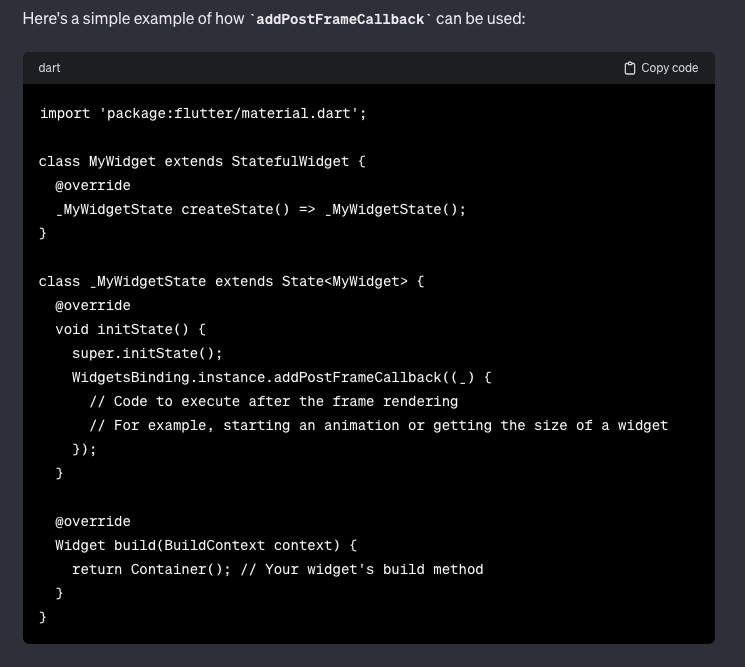 Here's a simple example of how `addPostFrameCallback` can be used:
dart
Copy code
import 'package:flutter/material.dart';
class MyWidget extends StatefulWidget {
  @override
  _MyWidgetState createState() => _MyWidgetState();
}
class _MyWidgetState extends State<MyWidget> {
  @override
  void initState() {
    super.initState();
    WidgetsBinding.instance.addPostFrameCallback((_) {
      // Code to execute after the frame rendering
      // For example, starting an animation or getting the size of a widget
    });
  }
  @override
  Widget build(BuildContext context) {
    return Container(); // Your widget's build method
  }
}